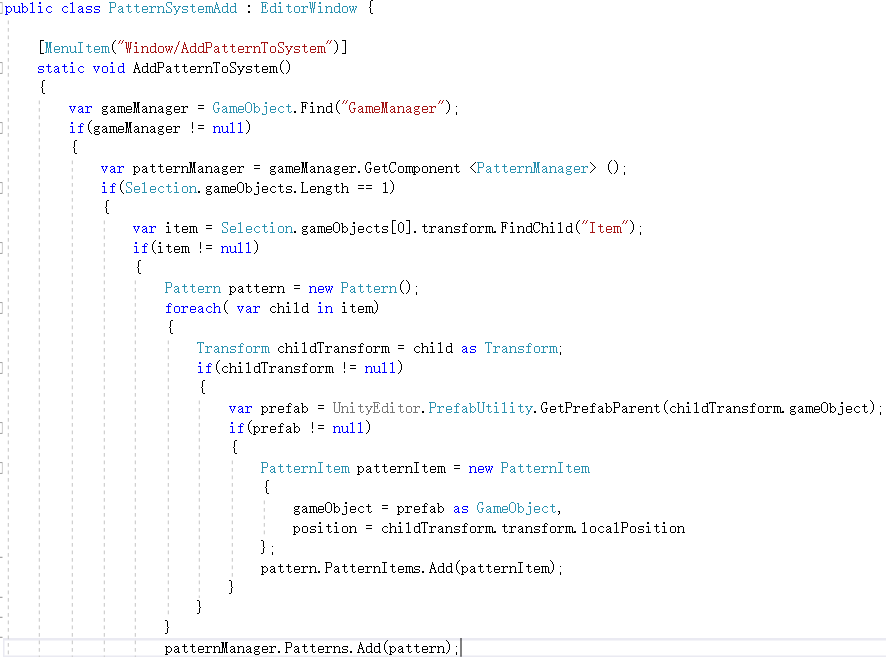 public class PatternSystemAdd : EditorWindow {
[MenuItem("Window/AddPatternToSystem")]
static void AddPatternToSystem()
{
var gameManager = GameObject.Find("GameManager");
if(gameManager != null)
{
var patternManager = gameManager.GetComponent <PatternManager> ();
if(Selection.gameObjects.Length == 1)
{
var item = Selection.gameObjects[0].transform.FindChild("Item");
if(item != null)
{
Pattern pattern = new Pattern();
foreach( var child in item)
{
Transform childTransform = child as Transform;
if(childTransform != null)
{
var prefab = UnityEditor.PrefabUtility.GetPrefabParent(childTransform.gameObject);
if(prefab != null)
{
PatternItem patternItem = new PatternItem
{
gameObject = prefab as GameObject,
position = childTransform.transform.localPosition
};
pattern.PatternItems.Add(patternItem);
}
}
}
patternManager.Patterns.Add(pattern);